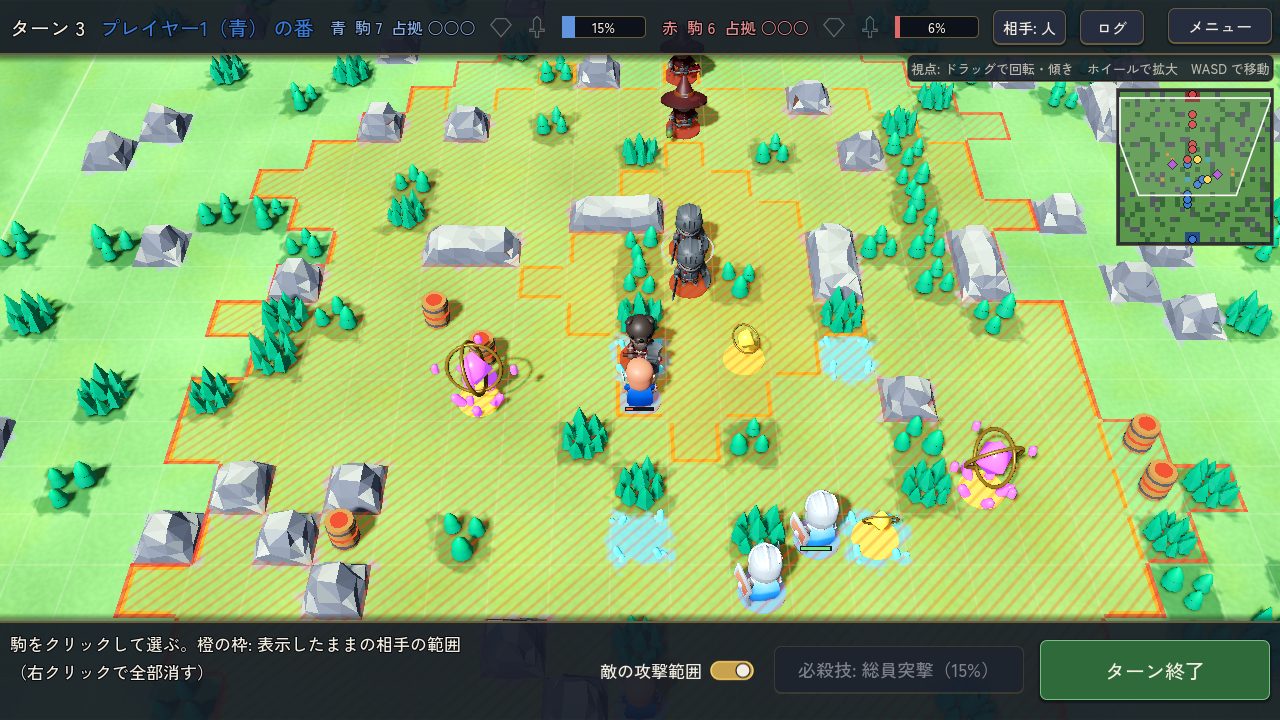 ターン 3 プレイヤー1（青）の番 青 駒 7 占拠 〇〇〇 15% 赤 駒 6 占拠 〇〇〇 6% 相手: 人 ログ メニュー
視点: ドラッグで回転・傾き ホイールで拡大 WASD で移動
駒をクリックして選ぶ。橙の枠: 表示したままの相手の範囲
（右クリックで全部消す）
敵の攻撃範囲 必殺技: 総員突撃（15%） ターン終了